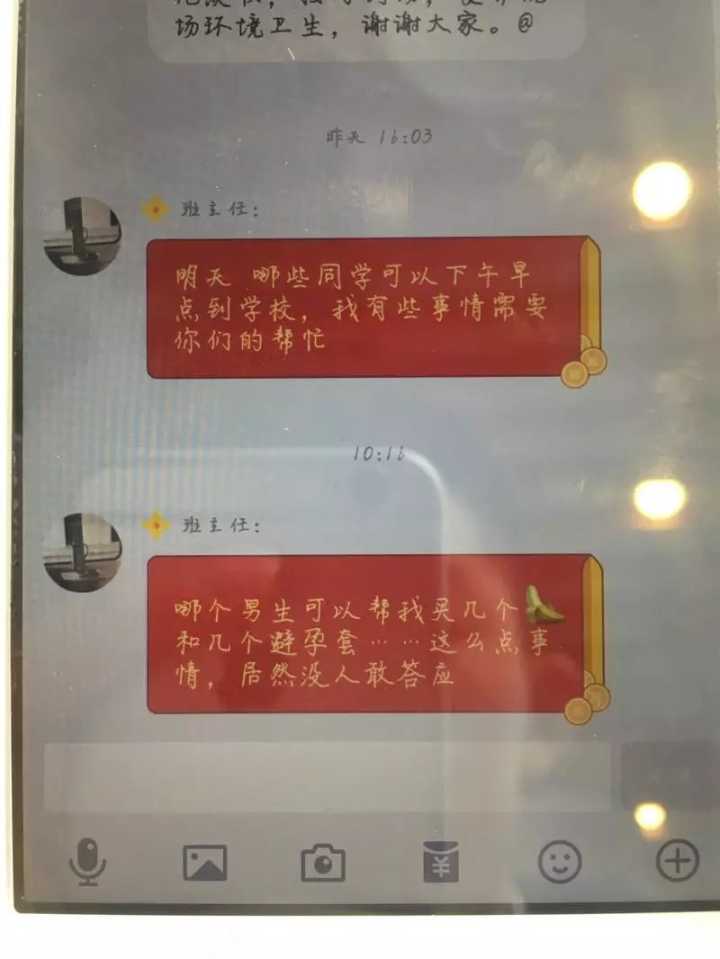 场环境卫生，谢谢大家。@
昨天 16:03
班主任:
明天 哪些同学可以下午早
点到学校，我有些事情需要
你们的帮忙
10:16
班主任:
哪个男生可以帮我买几个
和几个避孕套……这么点事
情，居然没人敢答应
¥